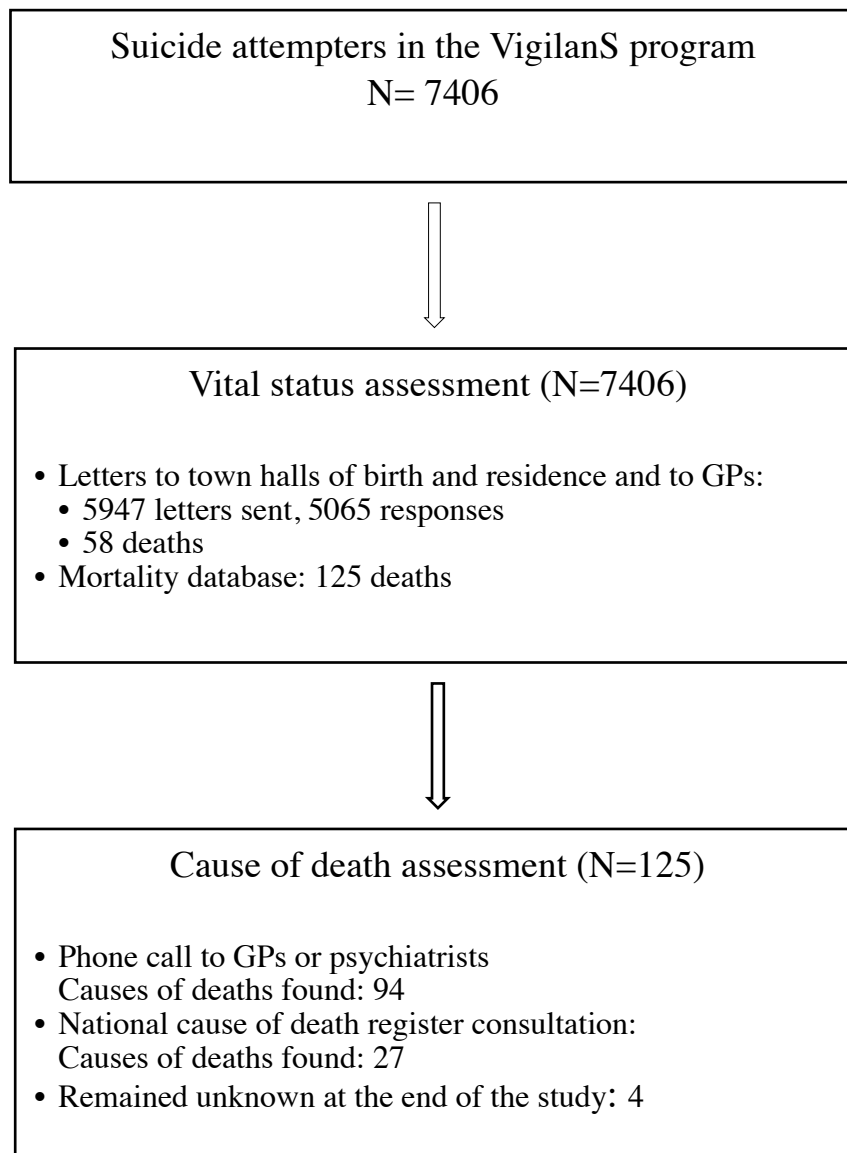 Suicide attempters in the VigilanS program
N= 7406
Vital status assessment (N=7406)
• Letters to town halls of birth and residence and to GPs:
• 5947 letters sent, 5065 responses
• 58 deaths
• Mortality database: 125 deaths
Cause of death assessment (N=125)
• Phone call to GPs or psychiatrists
Causes of deaths found: 94
• National cause of death register consultation:
Causes of deaths found: 27
• Remained unknown at the end of the study: 4